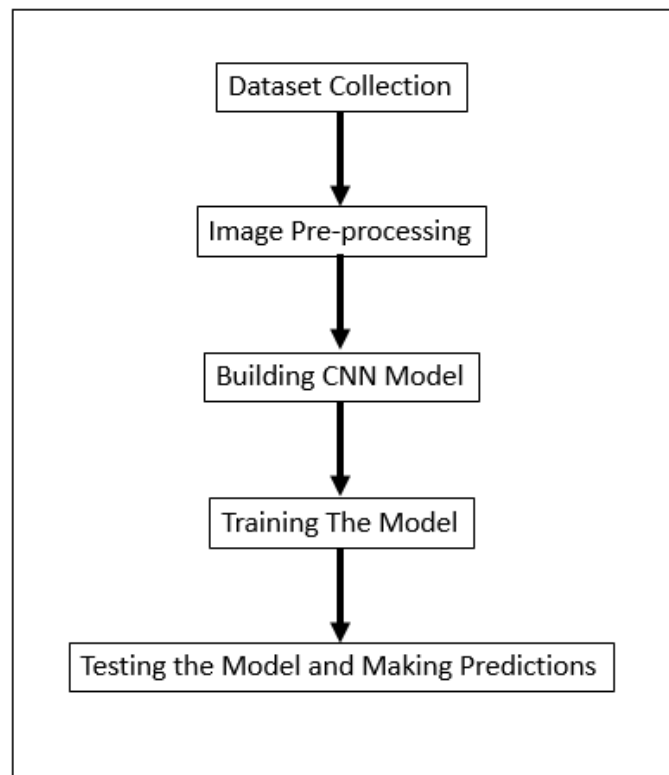 Dataset Collection
Image Pre-processing
Building CNN Model
Training The Model
Testing the Model and Making Predictions